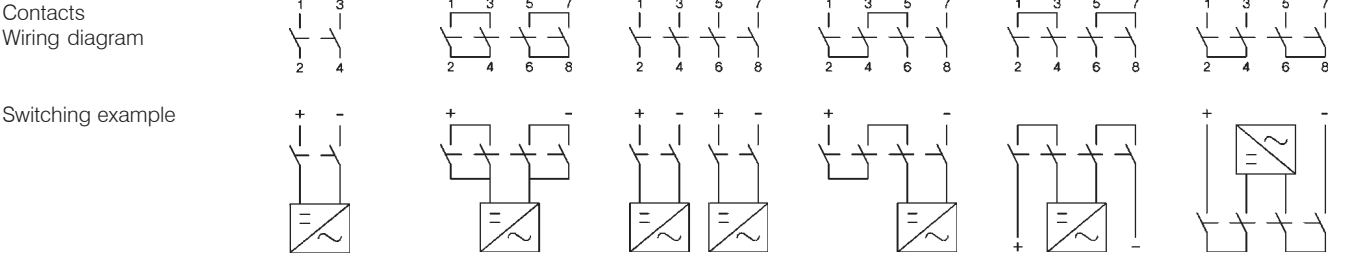 Contacts 1 3 1 3 5 7 1 3 5 7 1 3 5 7 1 3 5 7 1 3 5 7
Wiring diagram
2 4 2 4 6 8 2 4 6 8 2 4 6 8 2 4 6 8 2 4 6 8
Switching example + - + - + - + - + - + -
+ -